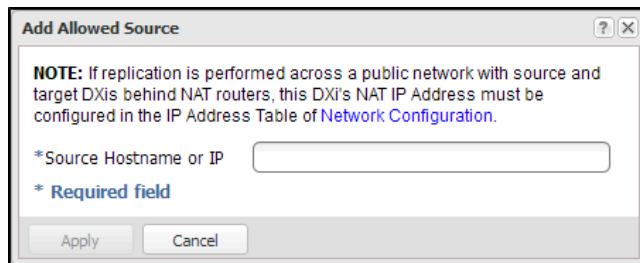 Add Allowed Source
NOTE: If replication is performed across a public network with source and
target DXis behind NAT routers, this DXi's NAT IP Address must be
configured in the IP Address Table of Network Configuration.
*Source Hostname or IP
* Required field
Apply Cancel